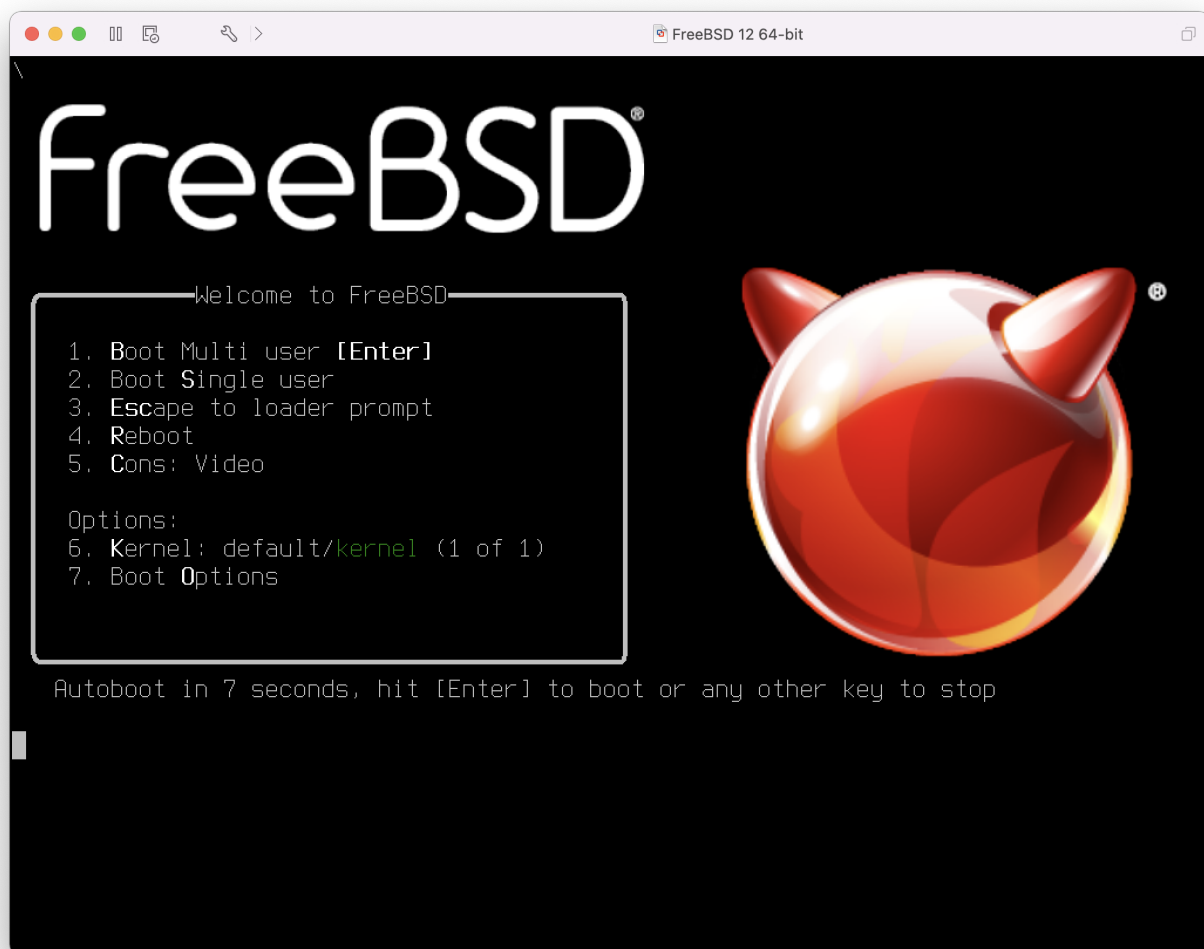 FreeBSD 12 64-bit
\
FreeBSD®
Welcome to FreeBSD
®
1. Boot Multi user [Enter]
2. Boot Single user
3. Escape to loader prompt
4. Reboot
5. Cons: Video
Options:
6. Kernel: default/kernel (1 of 1)
7. Boot Options
Autoboot in 7 seconds, hit [Enter] to boot or any other key to stop